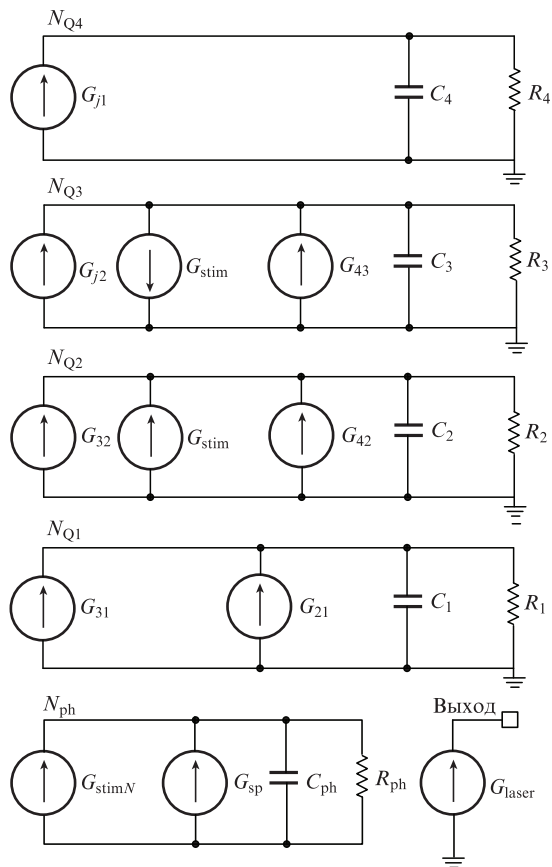 N_Q4
G_j1
C_4
R_4
N_Q3
G_j2
G_stim
G_43
C_3
R_3
N_Q2
G_32
G_stim
G_42
C_2
R_2
N_Q1
G_31
G_21
C_1
R_1
N_ph
Выход
G_stimN
G_sp
C_ph
R_ph
G_laser